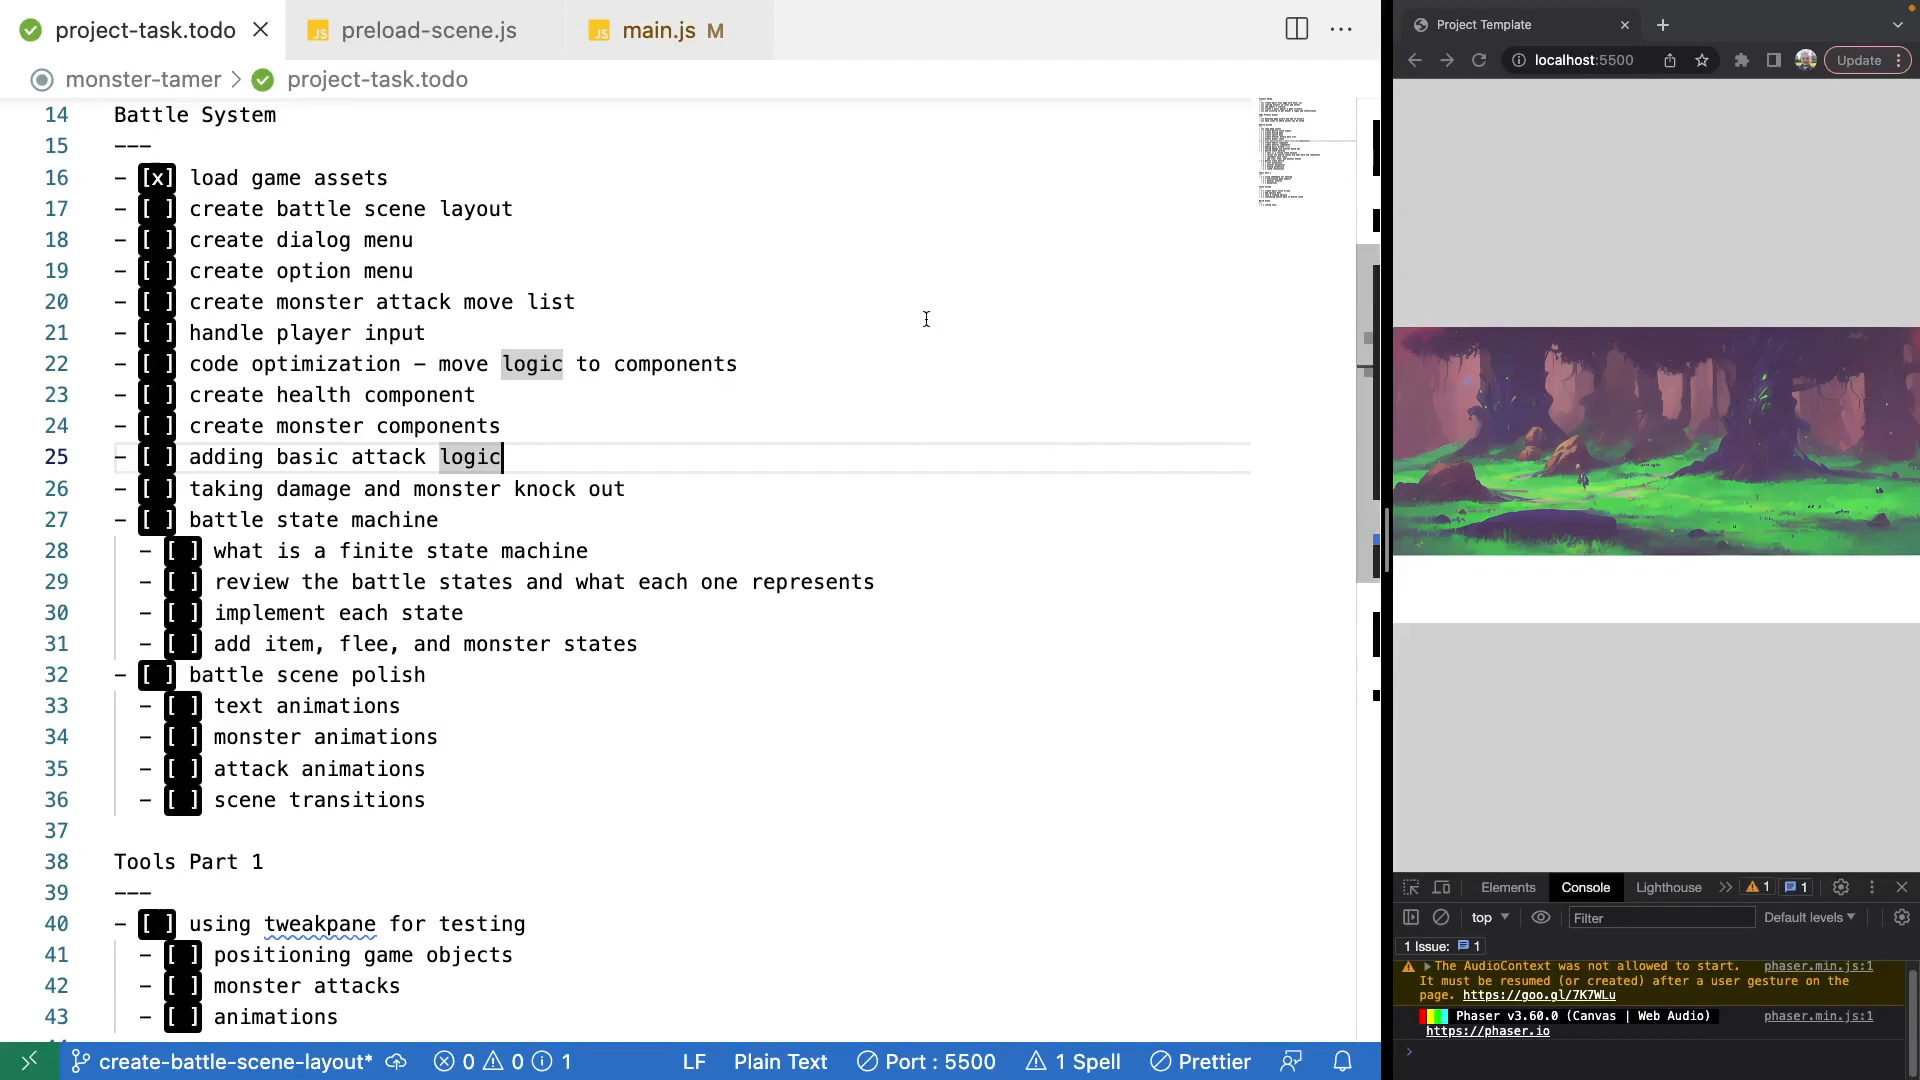 project-task.todo
preload-scene.js
main.js M
monster-tamer > project-task.todo
14 Battle System
15 ---
16 - [x] load game assets
17 - [ ] create battle scene layout
18 - [ ] create dialog menu
19 - [ ] create option menu
20 - [ ] create monster attack move list
21 - [ ] handle player input
22 - [ ] code optimization - move logic to components
23 - [ ] create health component
24 - [ ] create monster components
25 - [ ] adding basic attack logic
26 - [ ] taking damage and monster knock out
27 - [ ] battle state machine
28 - [ ] what is a finite state machine
29 - [ ] review the battle states and what each one represents
30 - [ ] implement each state
31 - [ ] add item, flee, and monster states
32 - [ ] battle scene polish
33 - [ ] text animations
34 - [ ] monster animations
35 - [ ] attack animations
36 - [ ] scene transitions
37
38 Tools Part 1
39 ---
40 - [ ] using tweakpane for testing
41 - [ ] positioning game objects
42 - [ ] monster attacks
43 - [ ] animations
create-battle-scene-layout* 0 0 1 LF Plain Text Port : 5500 1 Spell Prettier
Project Template
localhost:5500 Update
Elements Console Lighthouse 1 1
top Filter Default levels
1 Issue: 1
The AudioContext was not allowed to start. phaser.min.js:1
It must be resumed (or created) after a user gesture on the
page. https://goo.gl/7K7WLu
Phaser v3.60.0 (Canvas | Web Audio) phaser.min.js:1
https://phaser.io